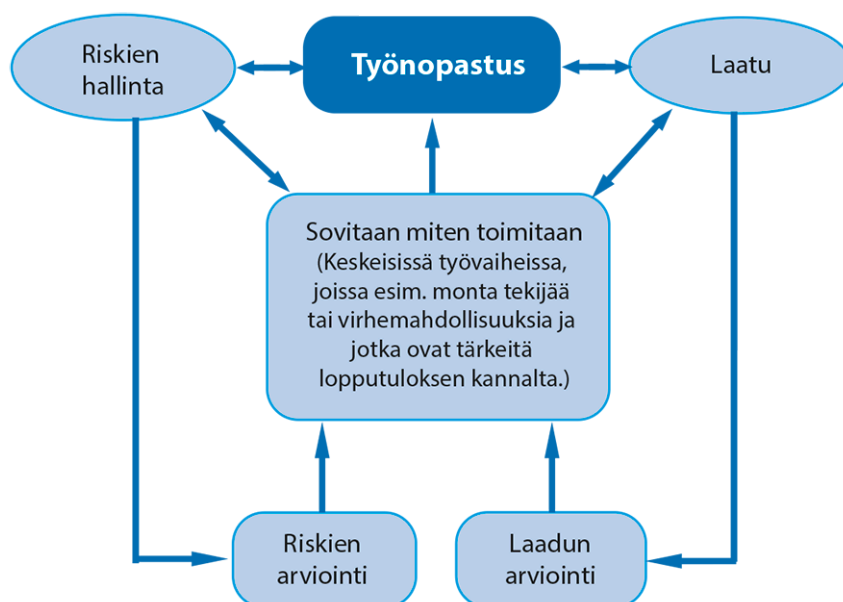 Riskien
hallinta
Työnopastus
Laatu
Sovitaan miten toimitaan
(Keskeisissä työvaiheissa,
joissa esim. monta tekijää
tai virhemahdollisuuksia ja
jotka ovat tärkeitä
lopputuloksen kannalta.)
Riskien
arviointi
Laadun
arviointi